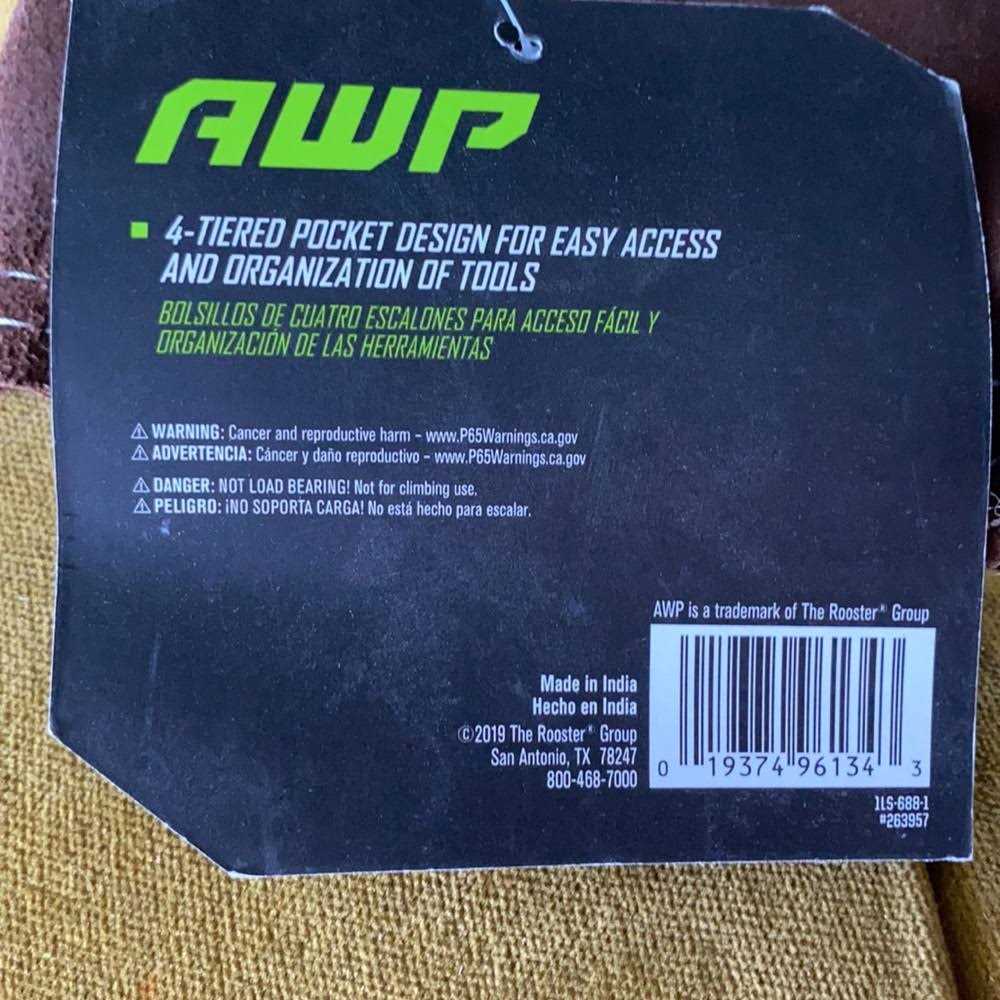 AWP
4-TIERED POCKET DESIGN FOR EASY ACCESS
AND ORGANIZATION OF TOOLS
BOLSILLOS DE CUATRO ESCALONES PARA ACCESO FÁCIL Y
ORGANIZACIÓN DE LAS HERRAMIENTAS
⚠ WARNING: Cancer and reproductive harm – www.P65Warnings.ca.gov
⚠ ADVERTENCIA: Cáncer y daño reproductivo – www.P65Warnings.ca.gov
⚠ DANGER: NOT LOAD BEARING! Not for climbing use.
⚠ PELIGRO: ¡NO SOPORTA CARGA! No está hecho para escalar.
AWP is a trademark of The Rooster® Group
Made in India
Hecho en India
©2019 The Rooster® Group
San Antonio, TX 78247
800-468-7000
0 19374 96134 3
1LS-688-1
#263957